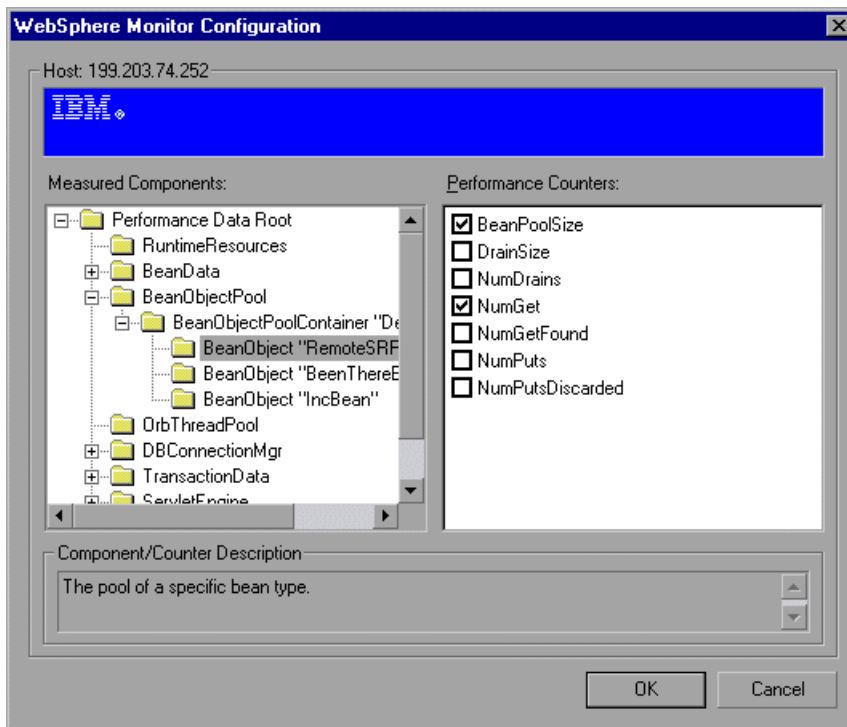 WebSphere Monitor Configuration
Host: 199.203.74.252
IBM®
Measured Components:
Performance Data Root
RuntimeResources
BeanData
BeanObjectPool
BeanObjectPoolContainer "De
BeanObject "RemoteSRF
BeanObject "BeenThereB
BeanObject "IncBean"
OrbThreadPool
DBConnectionMgr
TransactionData
ServletEngine
Performance Counters:
BeanPoolSize
DrainSize
NumDrains
NumGet
NumGetFound
NumPuts
NumPutsDiscarded
Component/Counter Description
The pool of a specific bean type.
OK
Cancel